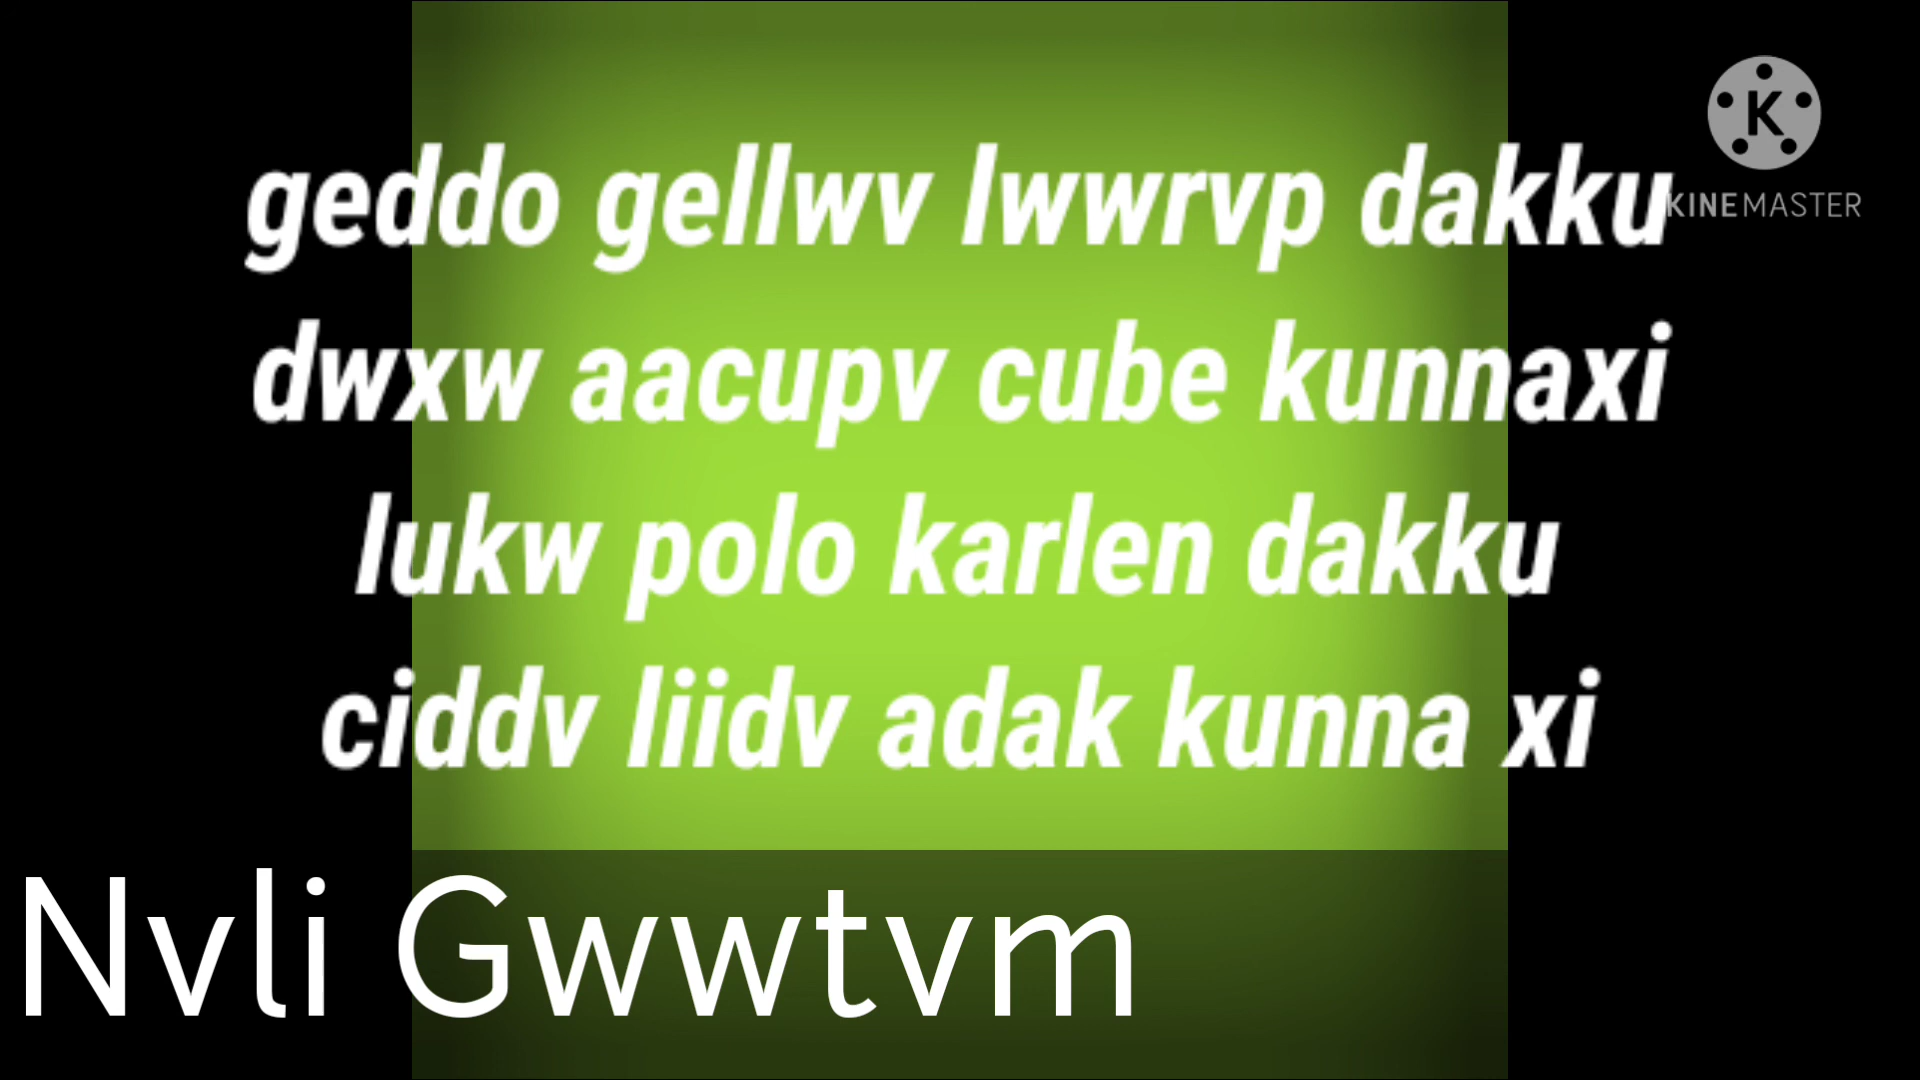 geddo gellwv lwwrvp dakku
KINEMASTER
dwxw aacupv cube kunnaxi
lukw polo karlen dakku
ciddv liidv adak kunna xi
Nvli Gwwtvm